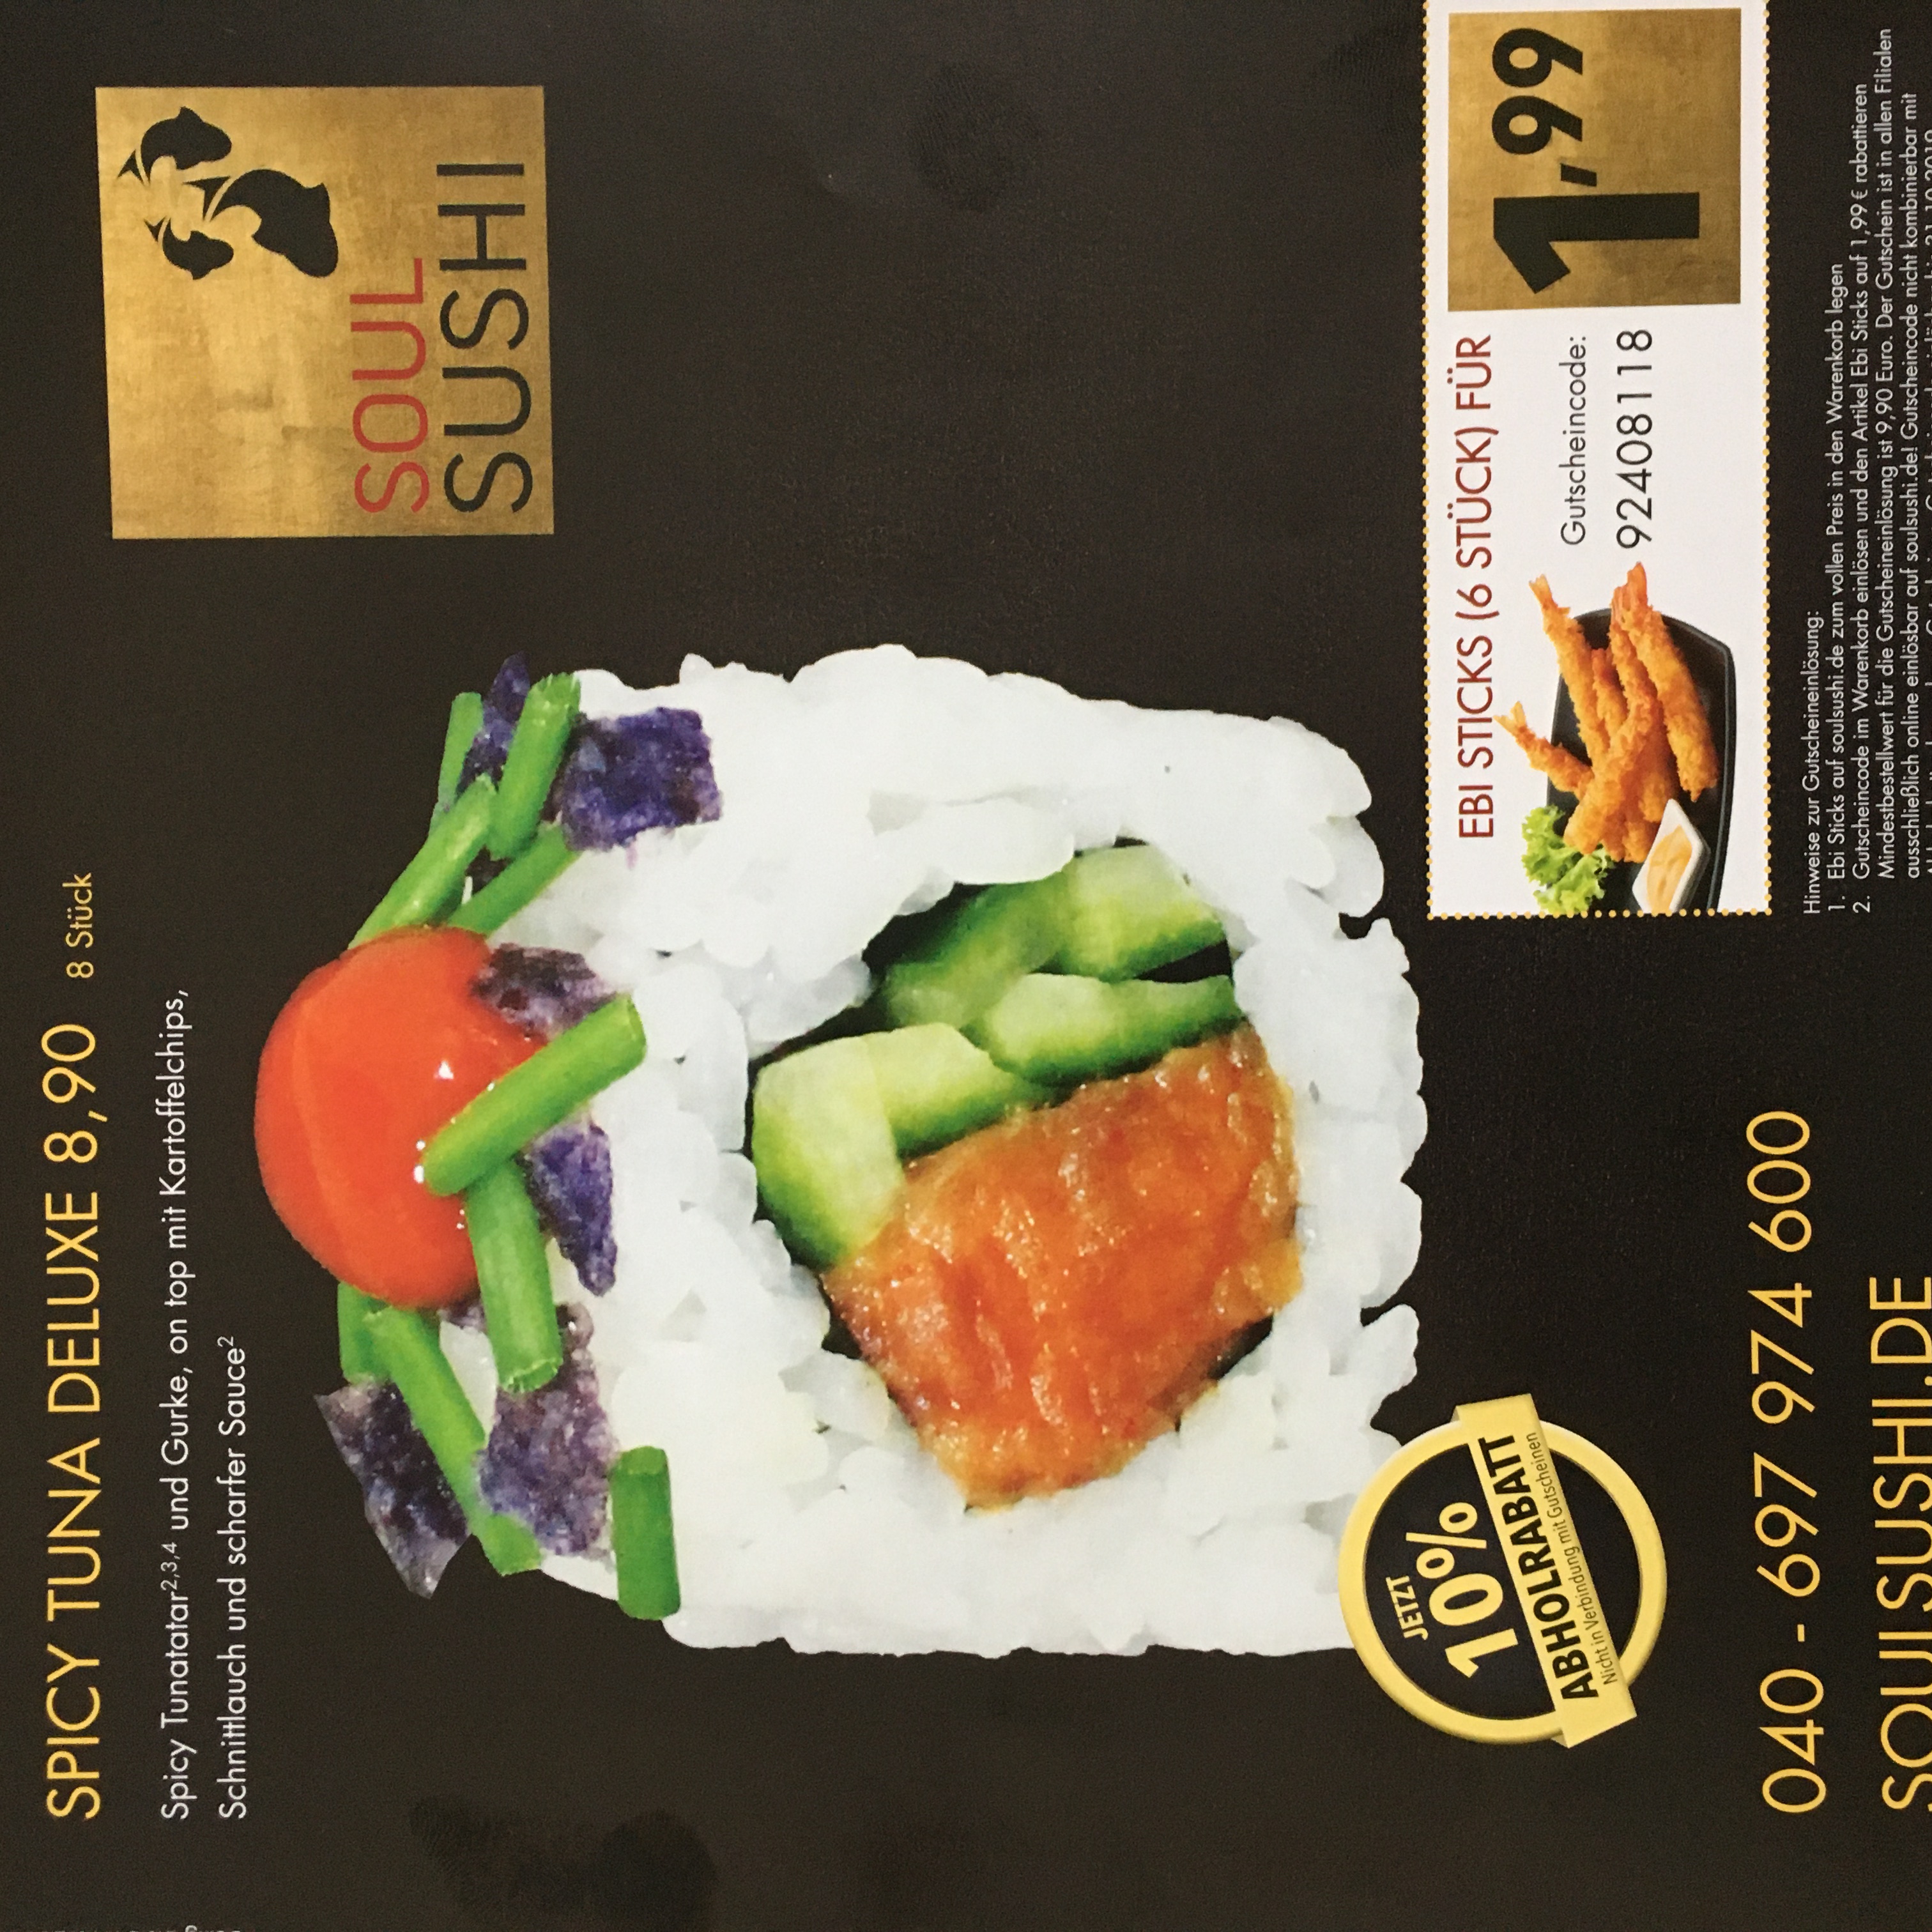 SPICY TUNA DELUXE 8,90 8 Stück
Spicy Tunatatar2,3,4 und Gurke, on top mit Kartoffelchips,
Schnittlauch und scharfer Sauce2
SOUL
SUSHI
JETZT
10%
ABHOLRABATT
Nicht in Verbindung mit Gutscheinen
EBI STICKS (6 STÜCK) FÜR
1,99
Gutscheincode:
92408118
040 - 697 974 600
SOULSUSHI.DE
Hinweise zur Gutscheineinlösung:
1. Ebi Sticks auf soulsushi.de zum vollen Preis in den Warenkorb legen
2. Gutscheincode im Warenkorb einlösen und den Artikel Ebi Sticks auf 1,99 € rabattieren
Mindestbestellwert für die Gutscheineinlösung ist 9,90 Euro. Der Gutschein ist in allen Filialen
ausschließlich online einlösbar auf soulsushi.de! Gutscheincode nicht kombinierbar mit